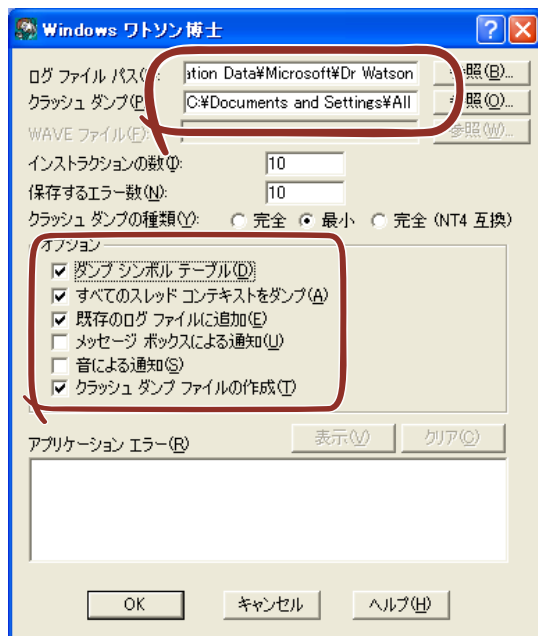 Windows ワトソン博士
ログ ファイル パス(: ation Data¥Microsoft¥Dr Watson 参照(B)...
クラッシュ ダンプ(P C:¥Documents and Settings¥All 参照(O)...
WAVE ファイル(F): 参照(W)...
インストラクションの数(I): 10
保存するエラー数(N): 10
クラッシュ ダンプの種類(Y): 完全 最小 完全 (NT4 互換)
オプション
ダンプ シンボル テーブル(D)
すべてのスレッド コンテキストをダンプ(A)
既存のログ ファイルに追加(E)
メッセージ ボックスによる通知(U)
音による通知(S)
クラッシュ ダンプ ファイルの作成(T)
アプリケーション エラー(R) 表示(V) クリア(C)
OK キャンセル ヘルプ(H)